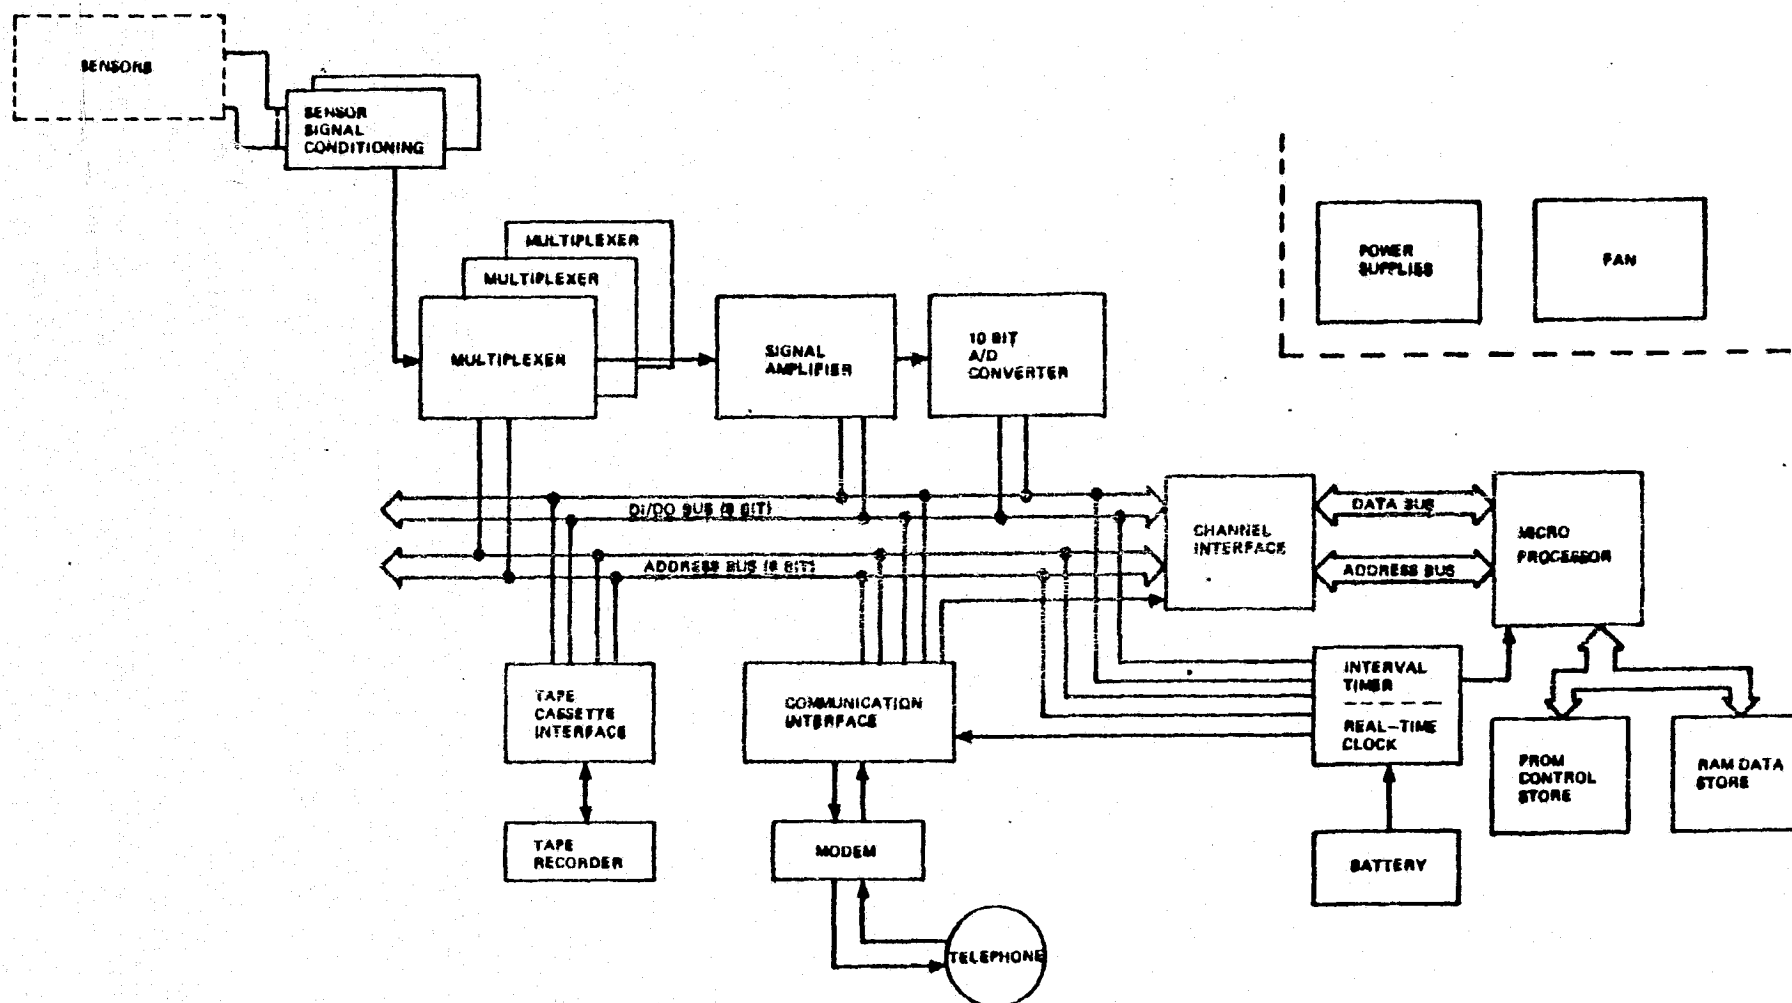 SENSORS
SENSOR
SIGNAL
CONDITIONING
MULTIPLEXER
MULTIPLEXER
MULTIPLEXER
SIGNAL
AMPLIFIER
10 BIT
A/D
CONVERTER
POWER
SUPPLIES
FAN
DI/DO BUS (8 BIT)
ADDRESS BUS (8 BIT)
CHANNEL
INTERFACE
DATA BUS
ADDRESS BUS
MICRO
PROCESSOR
TAPE
CASSETTE
INTERFACE
COMMUNICATION
INTERFACE
INTERVAL
TIMER
REAL-TIME
CLOCK
PROM
CONTROL
STORE
RAM DATA
STORE
TAPE
RECORDER
MODEM
BATTERY
TELEPHONE